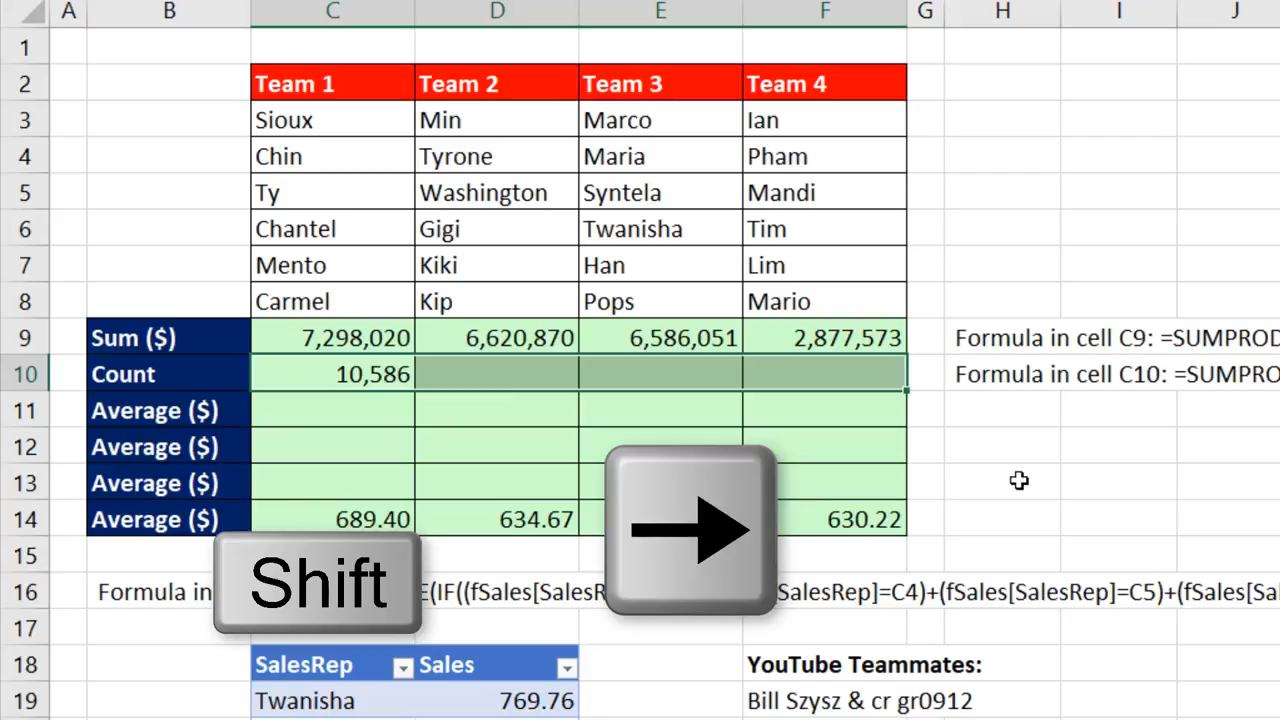 A B C D E F G H I J
1
2 Team 1 Team 2 Team 3 Team 4
3 Sioux Min Marco Ian
4 Chin Tyrone Maria Pham
5 Ty Washington Syntela Mandi
6 Chantel Gigi Twanisha Tim
7 Mento Kiki Han Lim
8 Carmel Kip Pops Mario
9 Sum ($) 7,298,020 6,620,870 6,586,051 2,877,573 Formula in cell C9: =SUMPROD
10 Count 10,586 Formula in cell C10: =SUMPRO
11 Average ($)
12 Average ($)
13 Average ($)
14 Average ($) 689.40 634.67 630.22
15
Shift
16 Formula in E(IF((fSales[SalesRe SalesRep]=C4)+(fSales[SalesRep]=C5)+(fSales[Sal
17
18 SalesRep Sales YouTube Teammates:
19 Twanisha 769.76 Bill Szysz & cr gr0912